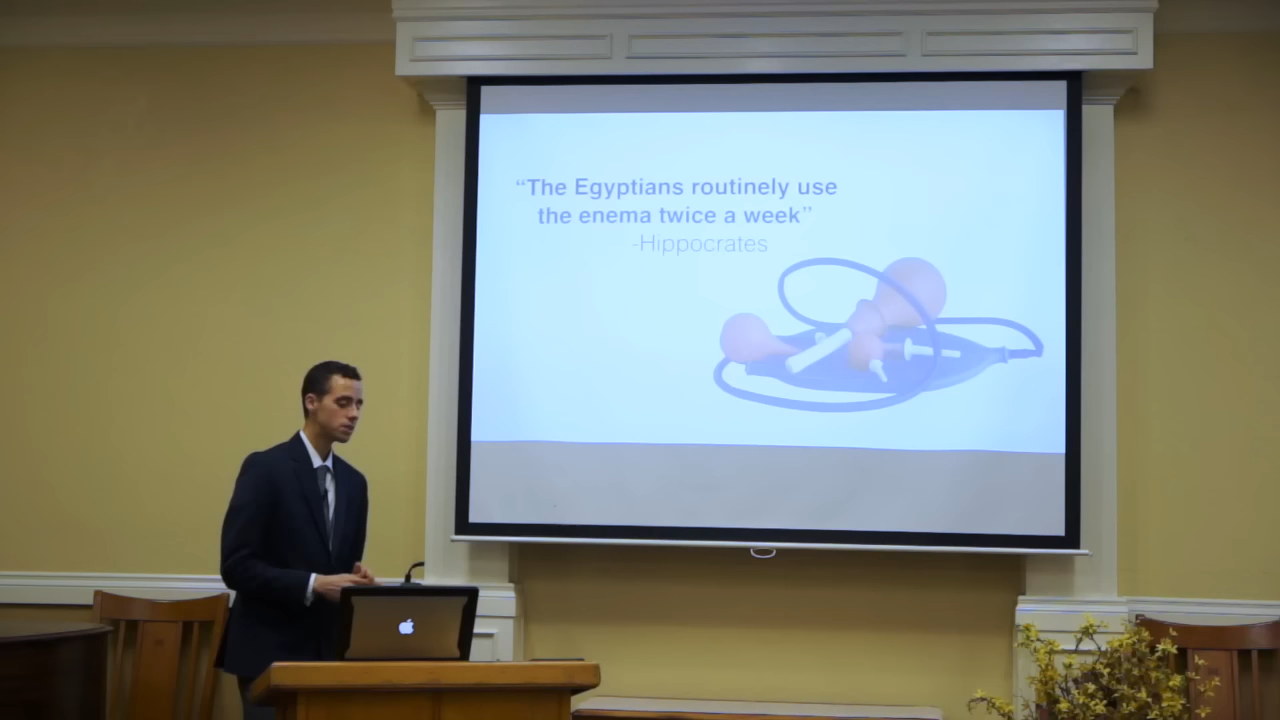 “The Egyptians routinely use
the enema twice a week”
-Hippocrates